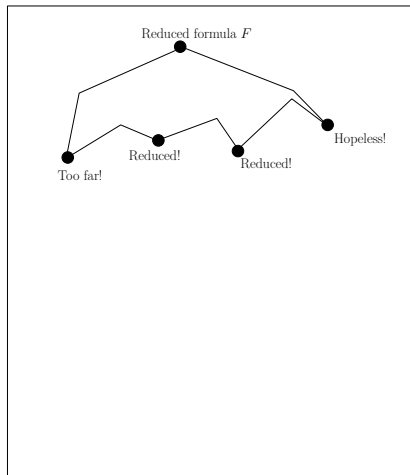 Reduced formula F
Hopeless!
Reduced!
Reduced!
Too far!